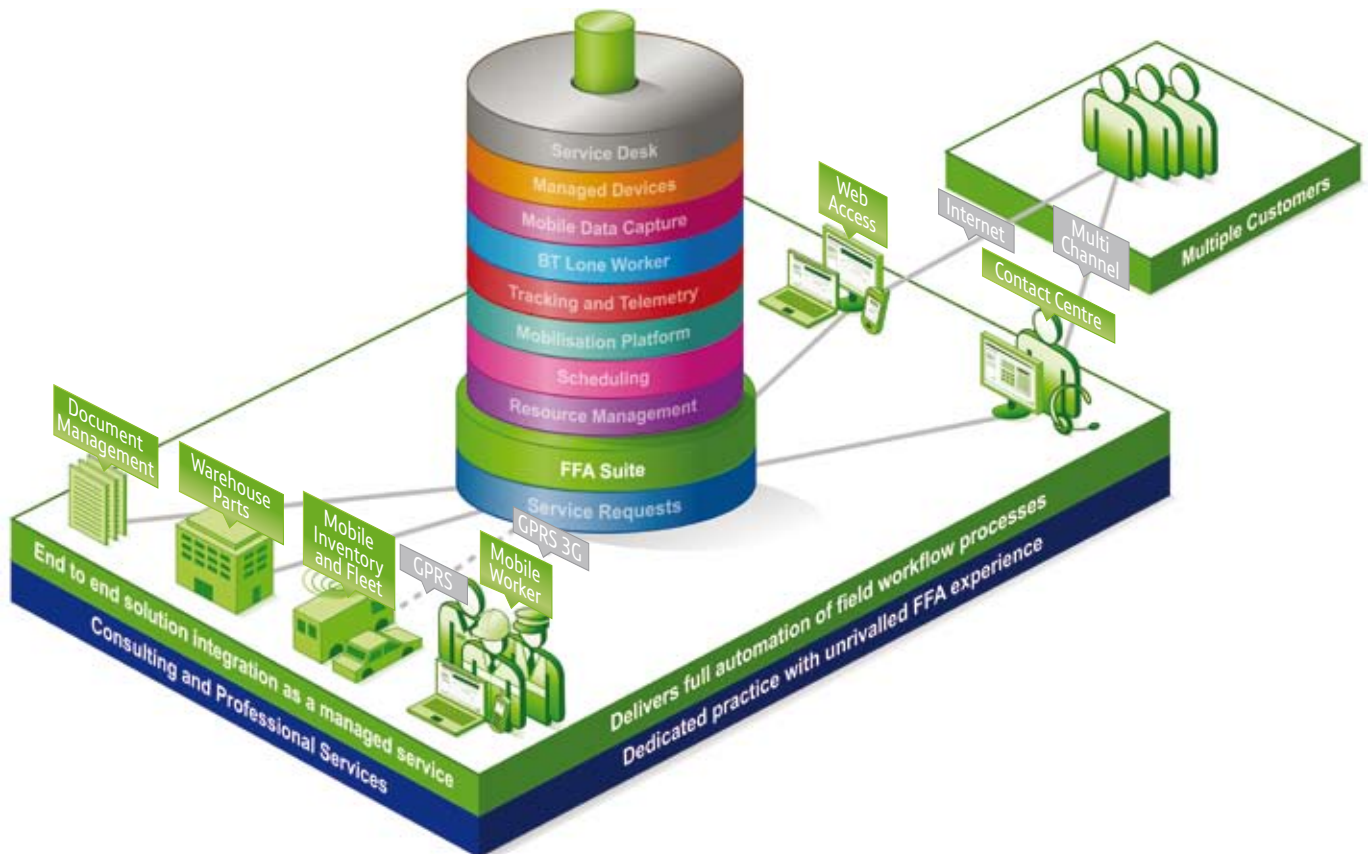 Service Desk
Managed Devices
Mobile Data Capture
BT Lone Worker
Tracking and Telemetry
Mobilisation Platform
Scheduling
Resource Management
FFA Suite
Service Requests
Web
Access
Internet
Multi
Channel
Multiple Customers
Contact Centre
Document
Management
Warehouse
Parts
Mobile
Inventory
and Fleet
GPRS
GPRS 3G
Mobile
Worker
End to end solution integration as a managed service
Consulting and Professional Services
Delivers full automation of field workflow processes
Dedicated practice with unrivalled FFA experience